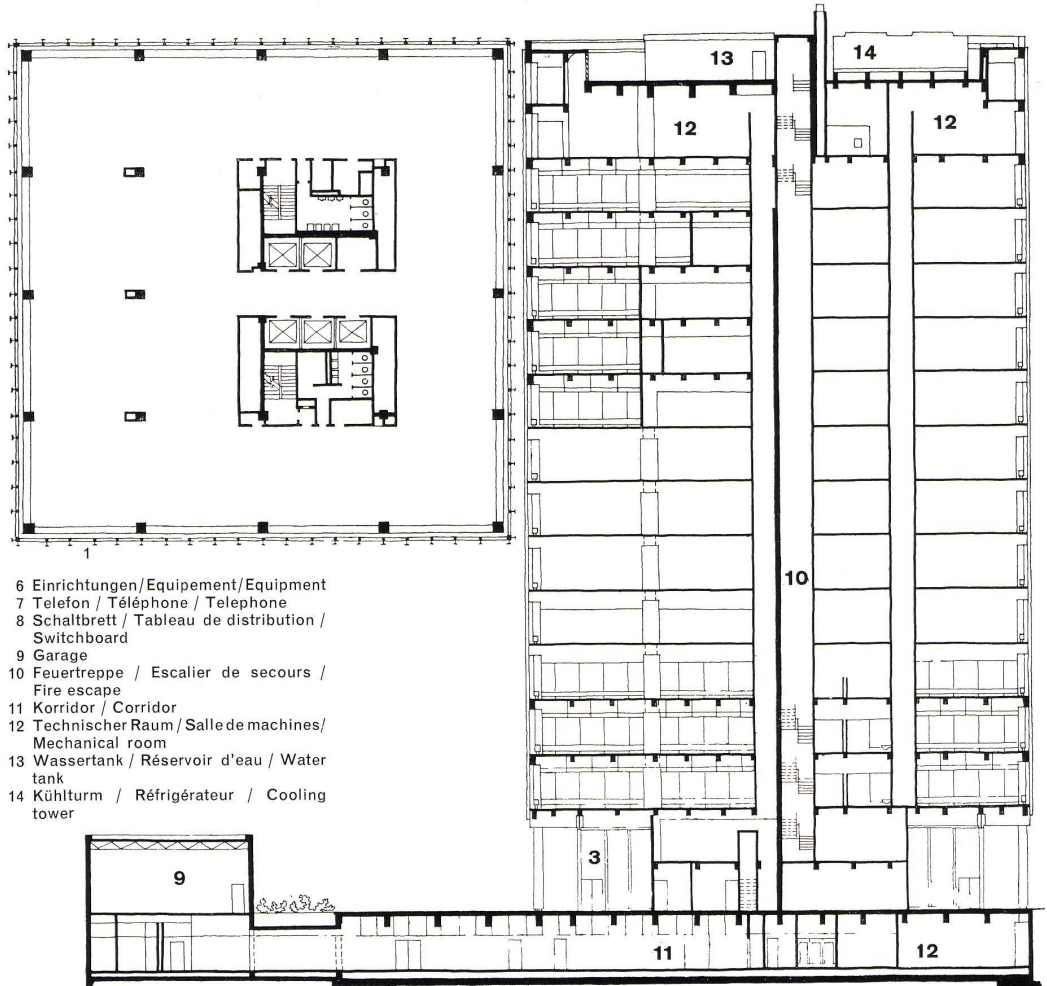 13
14
12
12
1
6 Einrichtungen/Equipement/Equipment
7 Telefon / Téléphone / Telephone
8 Schaltbrett / Tableau de distribution /
Switchboard
9 Garage
10 Feuertreppe / Escalier de secours /
Fire escape
11 Korridor / Corridor
12 Technischer Raum/Salle de machines/
Mechanical room
13 Wassertank / Réservoir d'eau / Water
tank
14 Kühlturm / Réfrigérateur / Cooling
tower
10
3
9
11
12